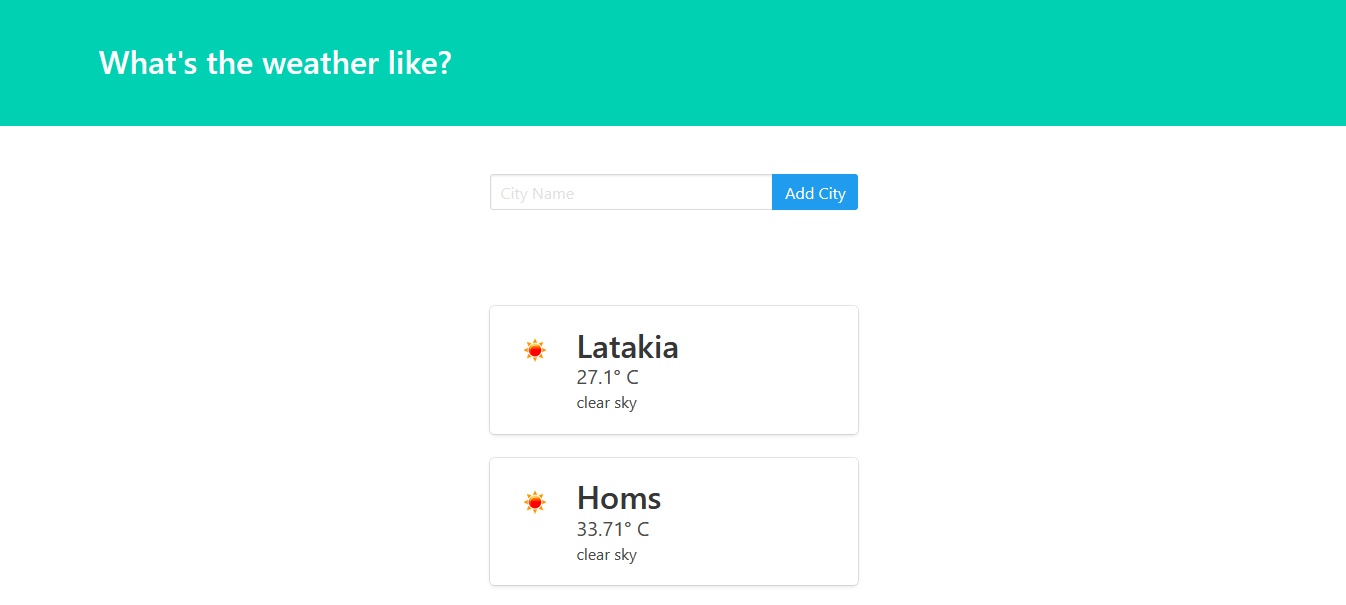 What's the weather like?
City Name
Add City
Latakia
27.1° C
clear sky
Homs
33.71° C
clear sky